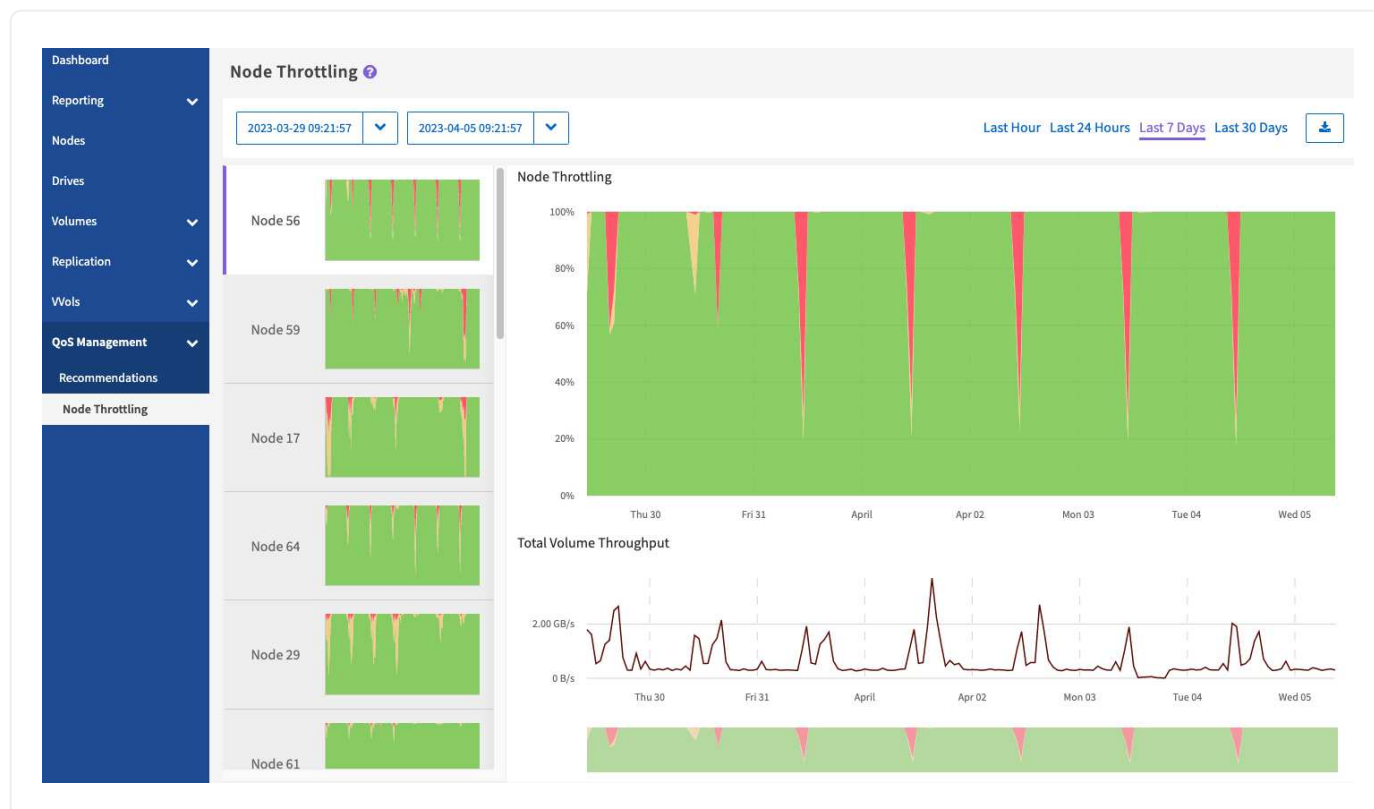 Dashboard
Reporting
Nodes
Drives
Volumes
Replication
VVols
QoS Management
Recommendations
Node Throttling
Node Throttling ?
2023-03-29 09:21:57
2023-04-05 09:21:57
Last Hour Last 24 Hours Last 7 Days Last 30 Days
Node 56
Node 59
Node 17
Node 64
Node 29
Node 61
Node Throttling
100%
80%
60%
40%
20%
0%
Thu 30 Fri 31 April Apr 02 Mon 03 Tue 04 Wed 05
Total Volume Throughput
2.00 GB/s
0 B/s
Thu 30 Fri 31 April Apr 02 Mon 03 Tue 04 Wed 05